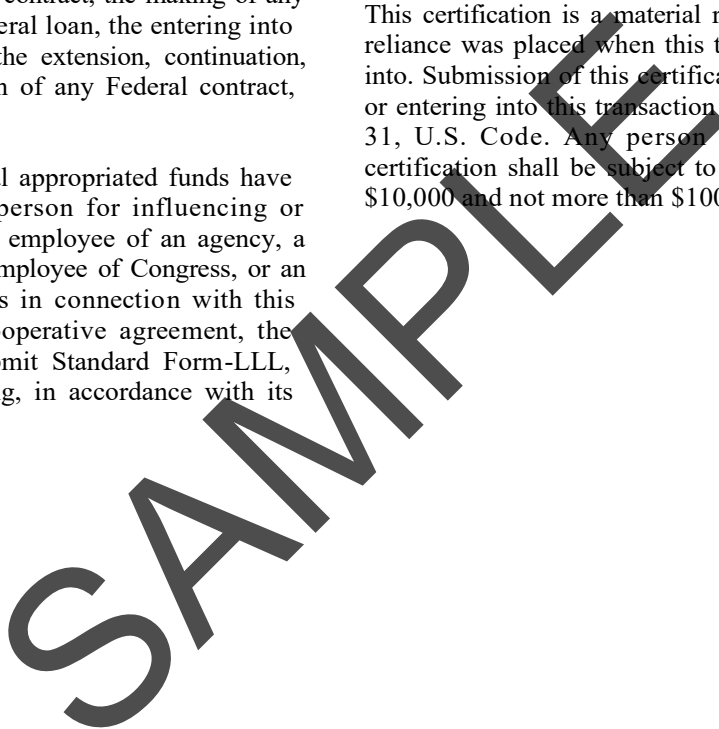 contract, the making of any
eral loan, the entering into
the extension, continuation,
n of any Federal contract,
l appropriated funds have
person for influencing or
employee of an agency, a
mployee of Congress, or an
s in connection with this
operative agreement, the
mit Standard Form-LLL,
g, in accordance with its
This certification is a material r
reliance was placed when this t
into. Submission of this certifica
or entering into this transaction
31, U.S. Code. Any person
certification shall be subject to
$10,000 and not more than $100
SAMPLE